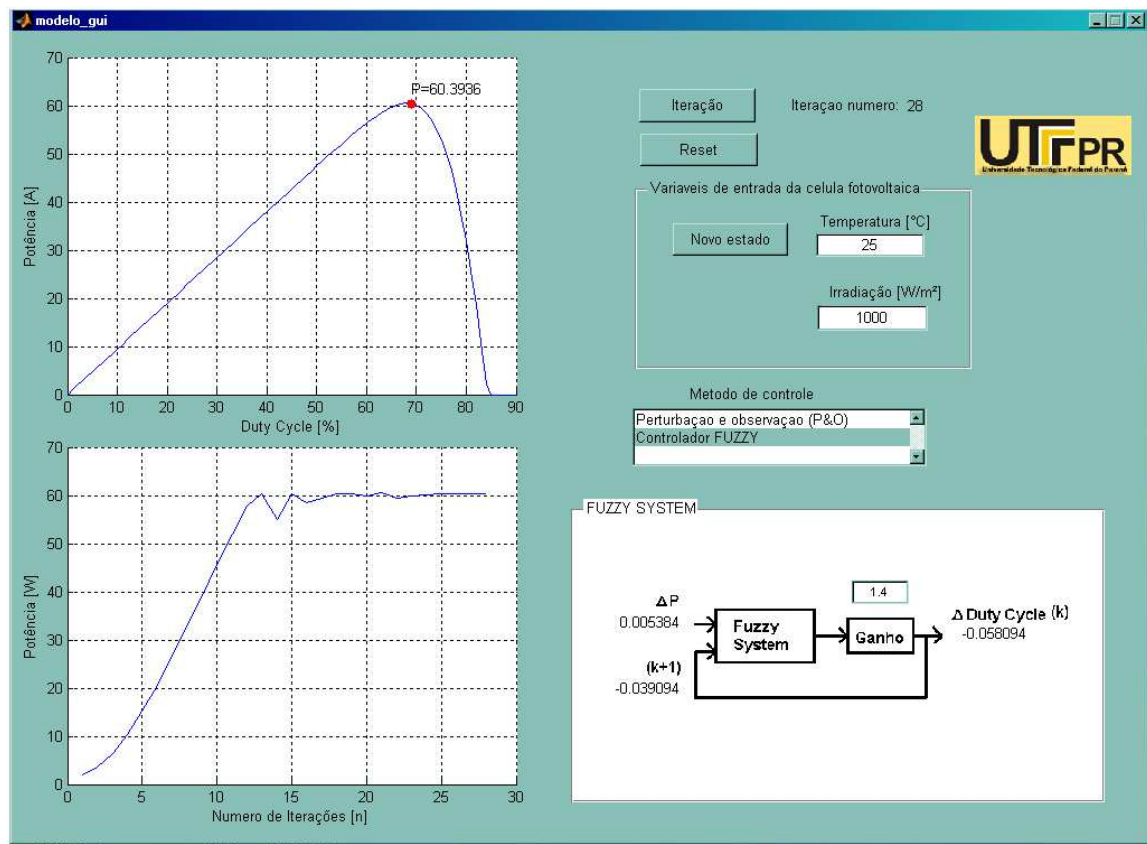 modelo_gui
70
60
50
40
30
20
10
0
Potência [A]
P=60.3936
0 10 20 30 40 50 60 70 80 90
Duty Cycle [%]
70
60
50
40
30
20
10
0
Potência [W]
0 5 10 15 20 25 30
Numero de Iterações [n]
Iteração
Iteraçao numero: 28
Reset
UTFPR
Universidade Tecnológica Federal do Paraná
Variaveis de entrada da celula fotovoltaica
Novo estado
Temperatura [°C]
25
Irradiação [W/m²]
1000
Metodo de controle
Perturbaçao e observaçao (P&O)
Controlador FUZZY
FUZZY SYSTEM
ΔP
0.005384
(k+1)
-0.039094
Fuzzy
System
1.4
Ganho
Δ Duty Cycle (k)
-0.058094